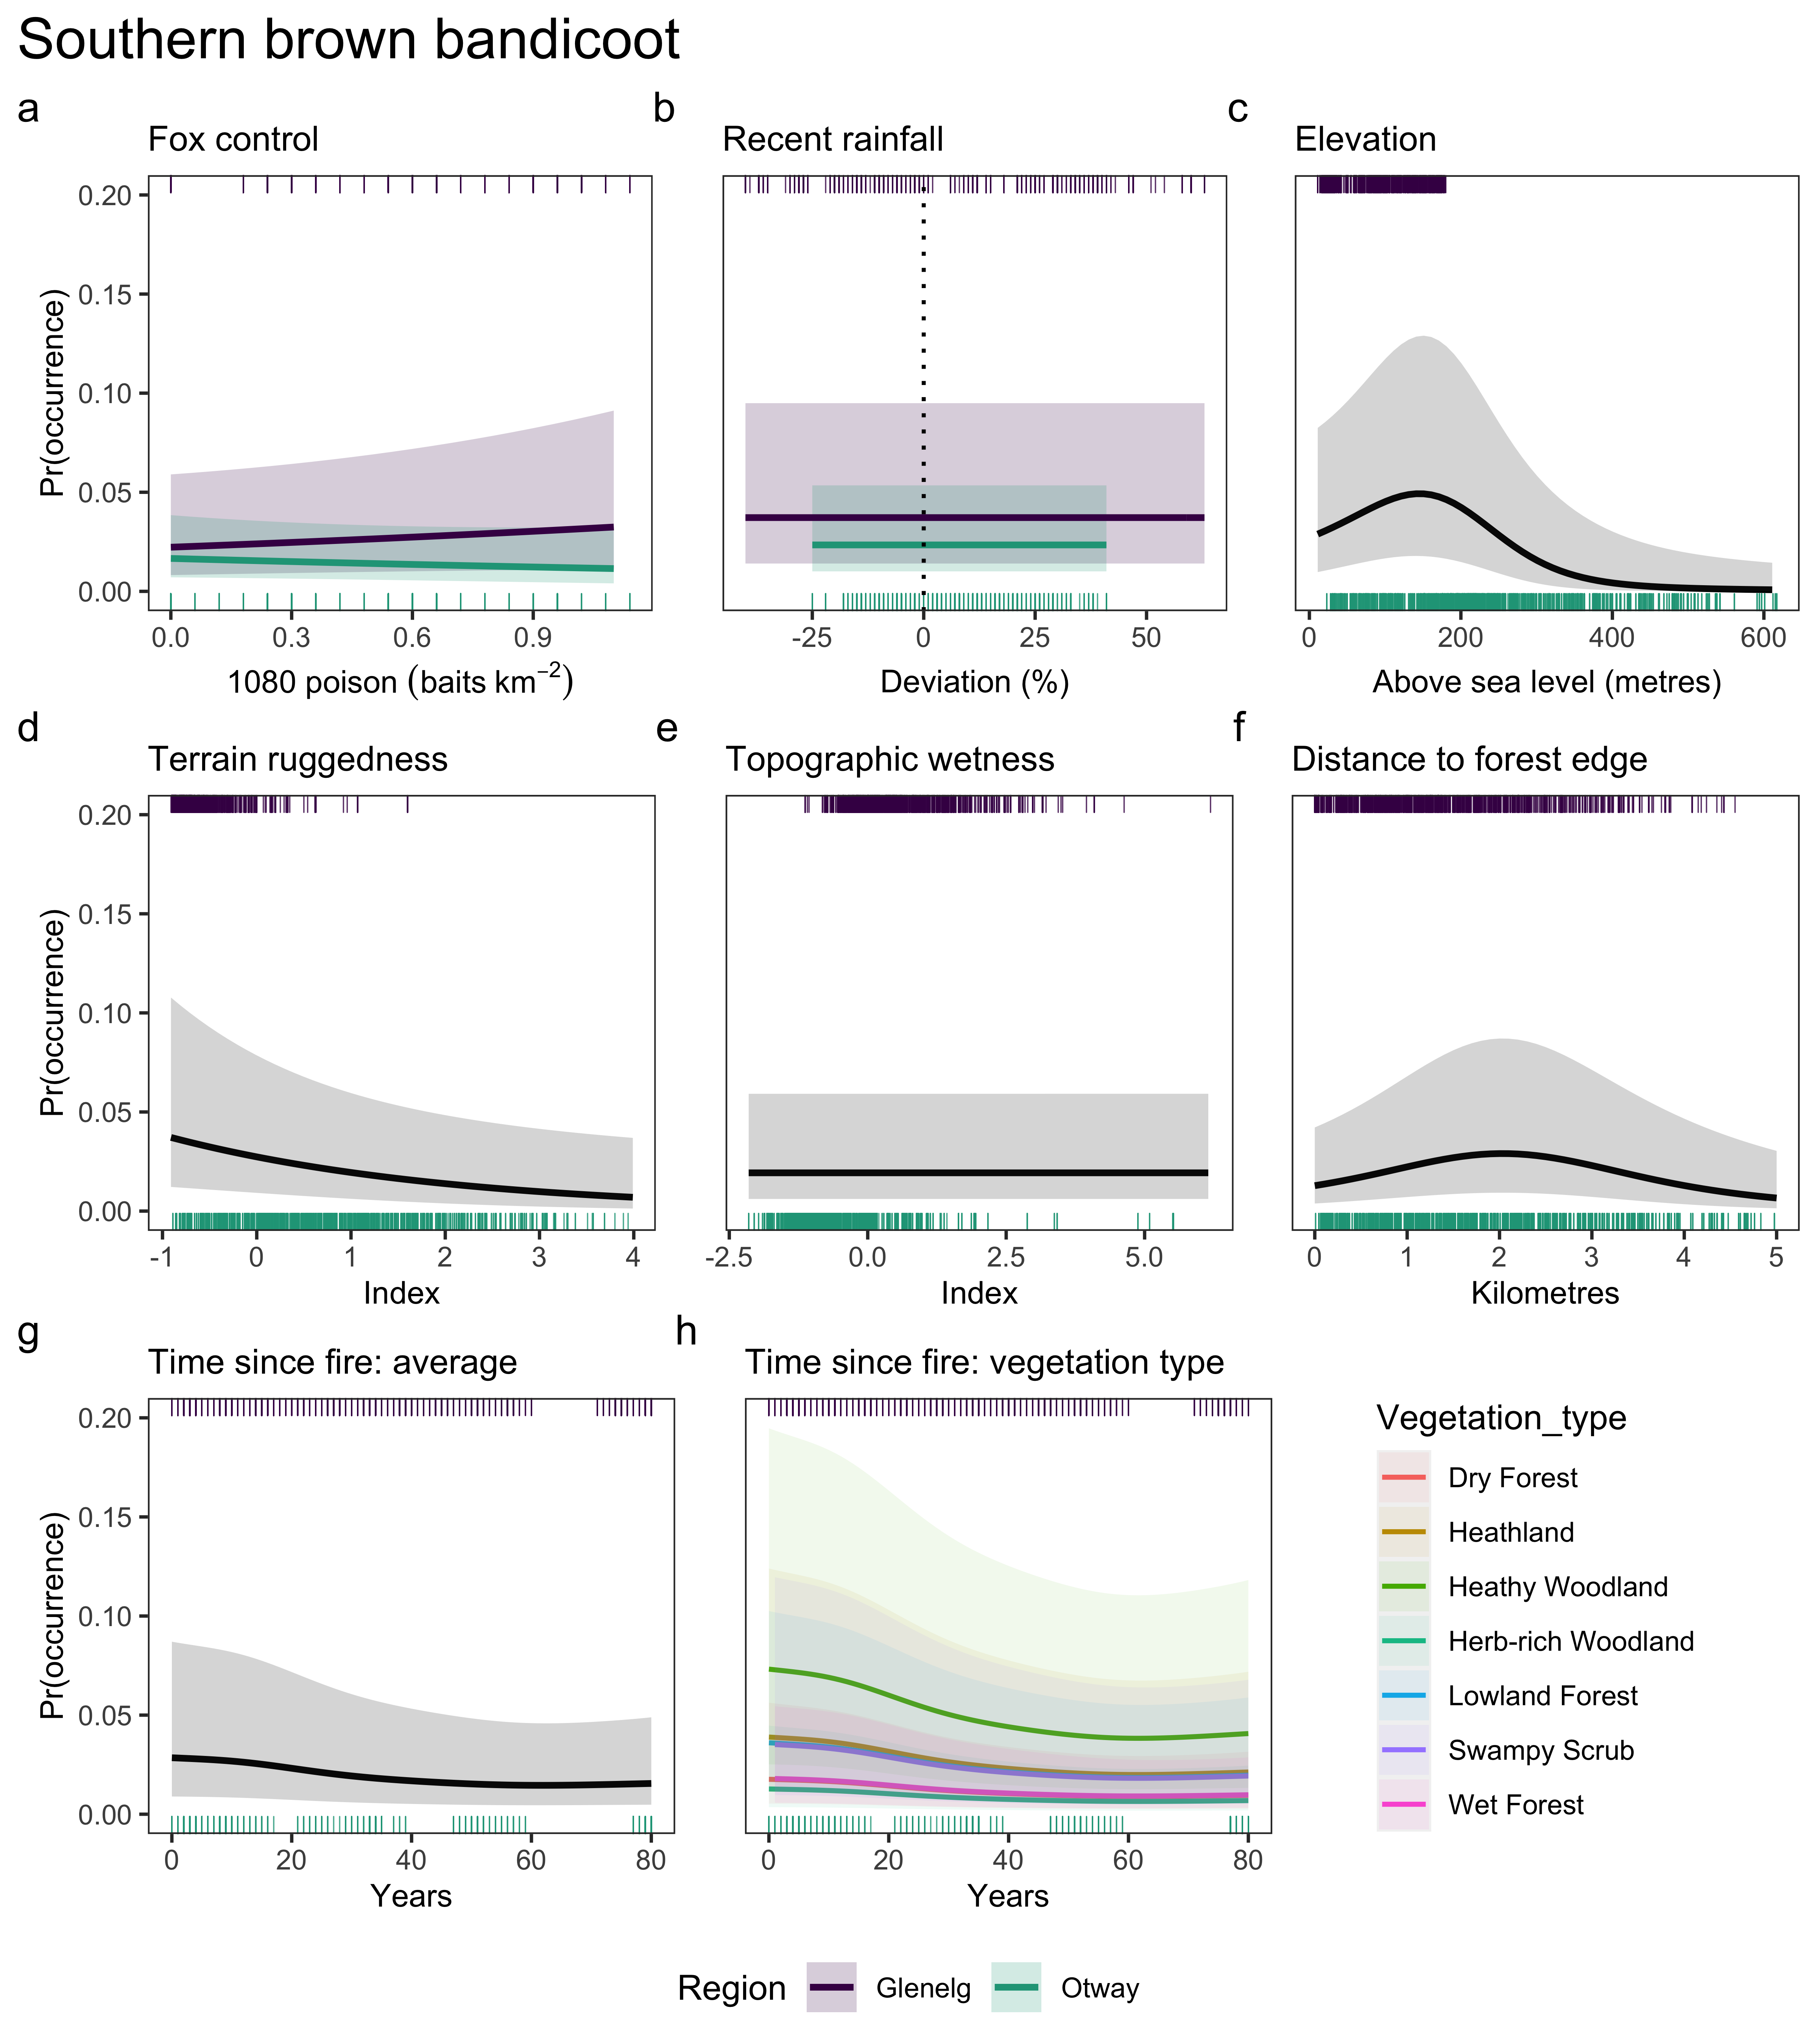 Southern brown bandicoot
a b c
Fox control Recent rainfall Elevation
Pr(occurrence)
0.20
0.15
0.10
0.05
0.00
0.0 0.3 0.6 0.9 -25 0 25 50 0 200 400 600
1080 poison (baits km−2) Deviation (%) Above sea level (metres)
d e f
Terrain ruggedness Topographic wetness Distance to forest edge
Pr(occurrence)
0.20
0.15
0.10
0.05
0.00
-1 0 1 2 3 4 -2.5 0.0 2.5 5.0 0 1 2 3 4 5
Index Index Kilometres
g h
Time since fire: average Time since fire: vegetation type
Pr(occurrence)
0.20
0.15
0.10
0.05
0.00
0 20 40 60 80 0 20 40 60 80
Years Years
Vegetation_type
Dry Forest
Heathland
Heathy Woodland
Herb-rich Woodland
Lowland Forest
Swampy Scrub
Wet Forest
Region Glenelg Otway